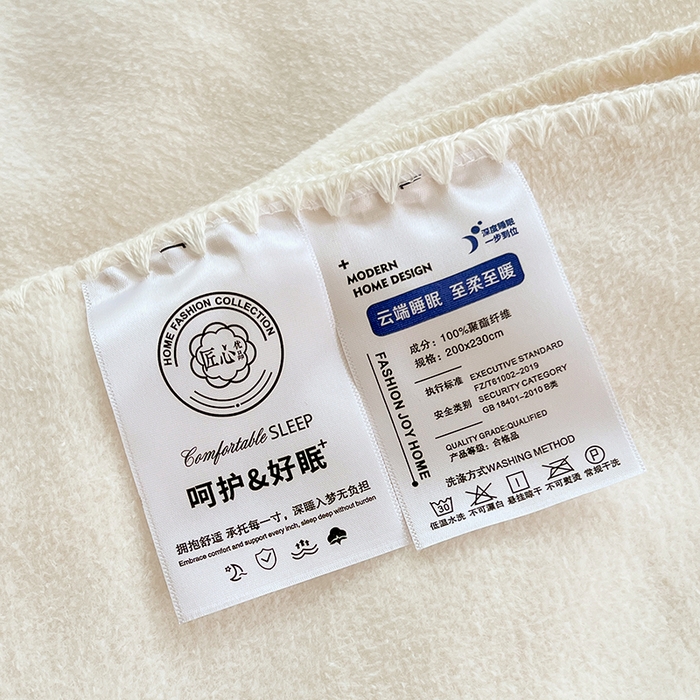 HOME FASHION COLLECTION
匠心优品
Comfortable SLEEP
呵护&好眠+
拥抱舒适 承托每一寸，深睡入梦无负担
Embrace comfort and support every inch, sleep deep without burden
深度睡眠
一步到位
+
MODERN
HOME DESIGN
云端睡眠 至柔至暖
成分：100%聚酯纤维
规格：200x230cm
FASHION JOY HOME
执行标准 EXECUTIVE STANDARD
FZ/T61002-2019
安全类别 SECURITY CATEGORY
GB 18401-2010 B类
QUALITY GRADE:QUALIFIED
产品等级：合格品
洗涤方式WASHING METHOD
30
P
低温水洗 不可漂白 悬挂晾干 不可熨烫 常规干洗